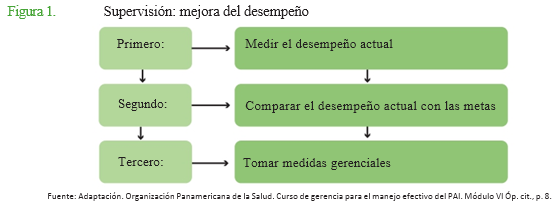 Figura 1. Supervisión: mejora del desempeño
Primero: Medir el desempeño actual
Segundo: Comparar el desempeño actual con las metas
Tercero: Tomar medidas gerenciales
Fuente: Adaptación. Organización Panamericana de la Salud. Curso de gerencia para el manejo efectivo del PAI. Módulo VI Óp. cit., p. 8.